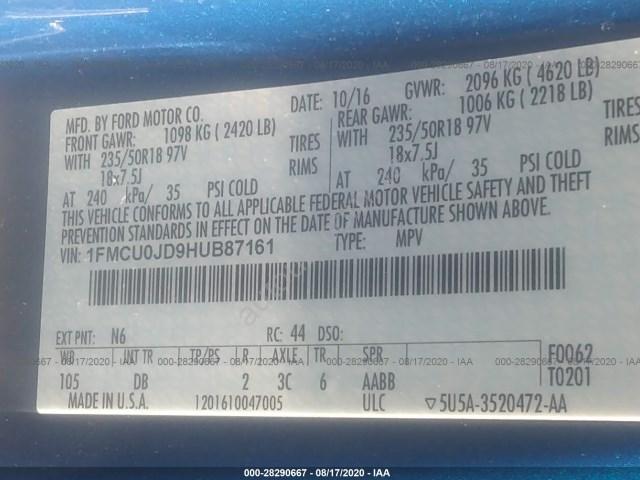 MFD. BY FORD MOTOR CO.
DATE: 10/16 GVWR: 2096 KG ( 4620 LB)
FRONT GAWR: 1098 KG ( 2420 LB)
REAR GAWR: 1006 KG ( 2218 LB)
WITH 235/50R18 97V TIRES
WITH 235/50R18 97V TIRES
18x7.5J RIMS
18x7.5J RIMS
AT 240 kPa/ 35 PSI COLD
AT 240 kPa/ 35 PSI COLD
THIS VEHICLE CONFORMS TO ALL APPLICABLE FEDERAL MOTOR VEHICLE SAFETY AND THEFT
PREVENTION STANDARDS IN EFFECT ON THE DATE OF MANUFACTURE SHOWN ABOVE.
VIN: 1FMCU0JD9HUB87161 TYPE: MPV
EXT PNT: N6 RC: 44 DSO:
WB INT TR TP/PS R AXLE TR SPR F0062
105 DB 2 3C 6 AABB T0201
MADE IN U.S.A. 1201610047005 ULC ▽5U5A-3520472-AA
000-28290667 - 08/17/2020 - IAA